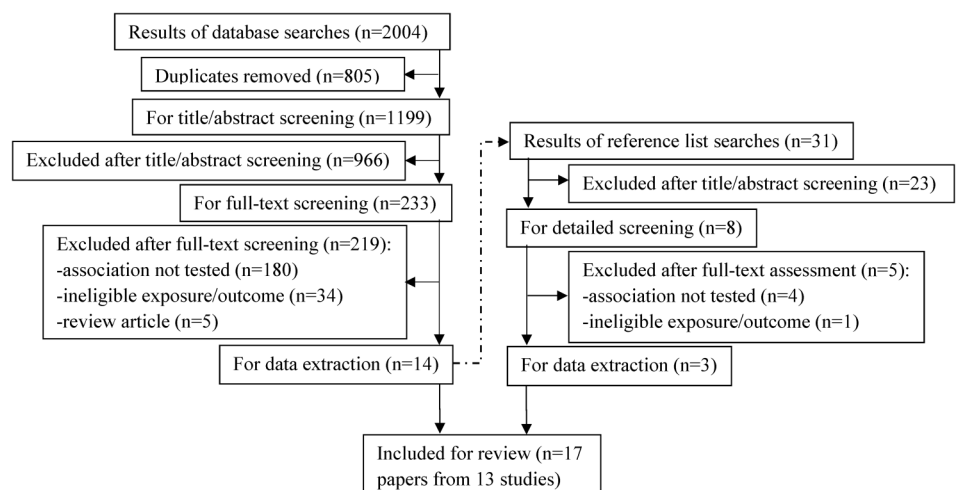 Results of database searches (n=2004)
Duplicates removed (n=805)
For title/abstract screening (n=1199)
Excluded after title/abstract screening (n=966)
For full-text screening (n=233)
Excluded after full-text screening (n=219):
-association not tested (n=180)
-ineligible exposure/outcome (n=34)
-review article (n=5)
For data extraction (n=14)
Results of reference list searches (n=31)
Excluded after title/abstract screening (n=23)
For detailed screening (n=8)
Excluded after full-text assessment (n=5):
-association not tested (n=4)
-ineligible exposure/outcome (n=1)
For data extraction (n=3)
Included for review (n=17
papers from 13 studies)